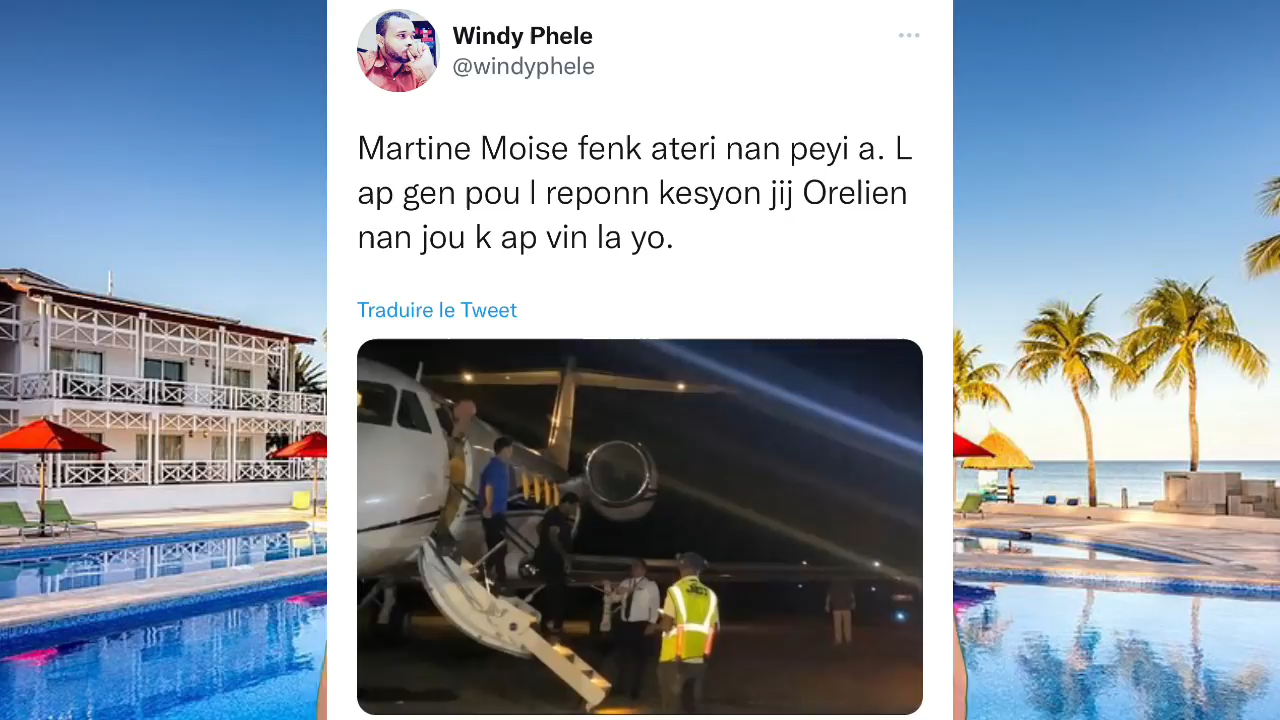 Windy Phele
@windyphele
Martine Moise fenk ateri nan peyi a. L
ap gen pou l reponn kesyon jij Orelien
nan jou k ap vin la yo.
Traduire le Tweet